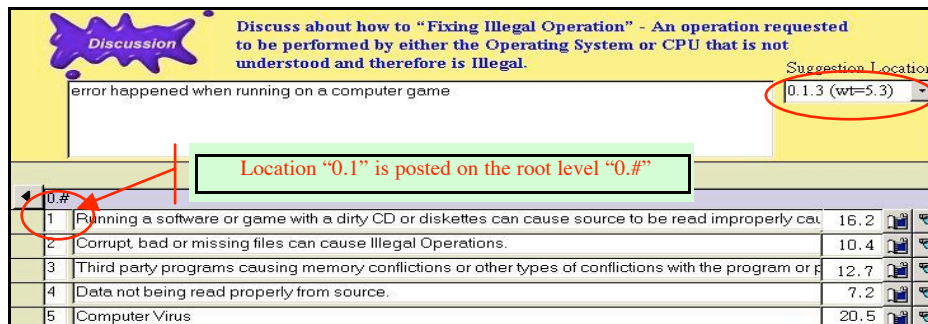 Discussion
Discuss about how to “Fixing Illegal Operation” - An operation requested
to be performed by either the Operating System or CPU that is not
understood and therefore is Illegal.
Suggestion Location
error happened when running on a computer game
0.1.3 (wt=5.3)
Location “0.1” is posted on the root level “0.#”
0.#
1 Running a software or game with a dirty CD or diskettes can cause source to be read improperly cau 16.2
2 Corrupt, bad or missing files can cause Illegal Operations. 10.4
3 Third party programs causing memory conflictions or other types of conflictions with the program or p 12.7
4 Data not being read properly from source. 7.2
5 Computer Virus 20.5